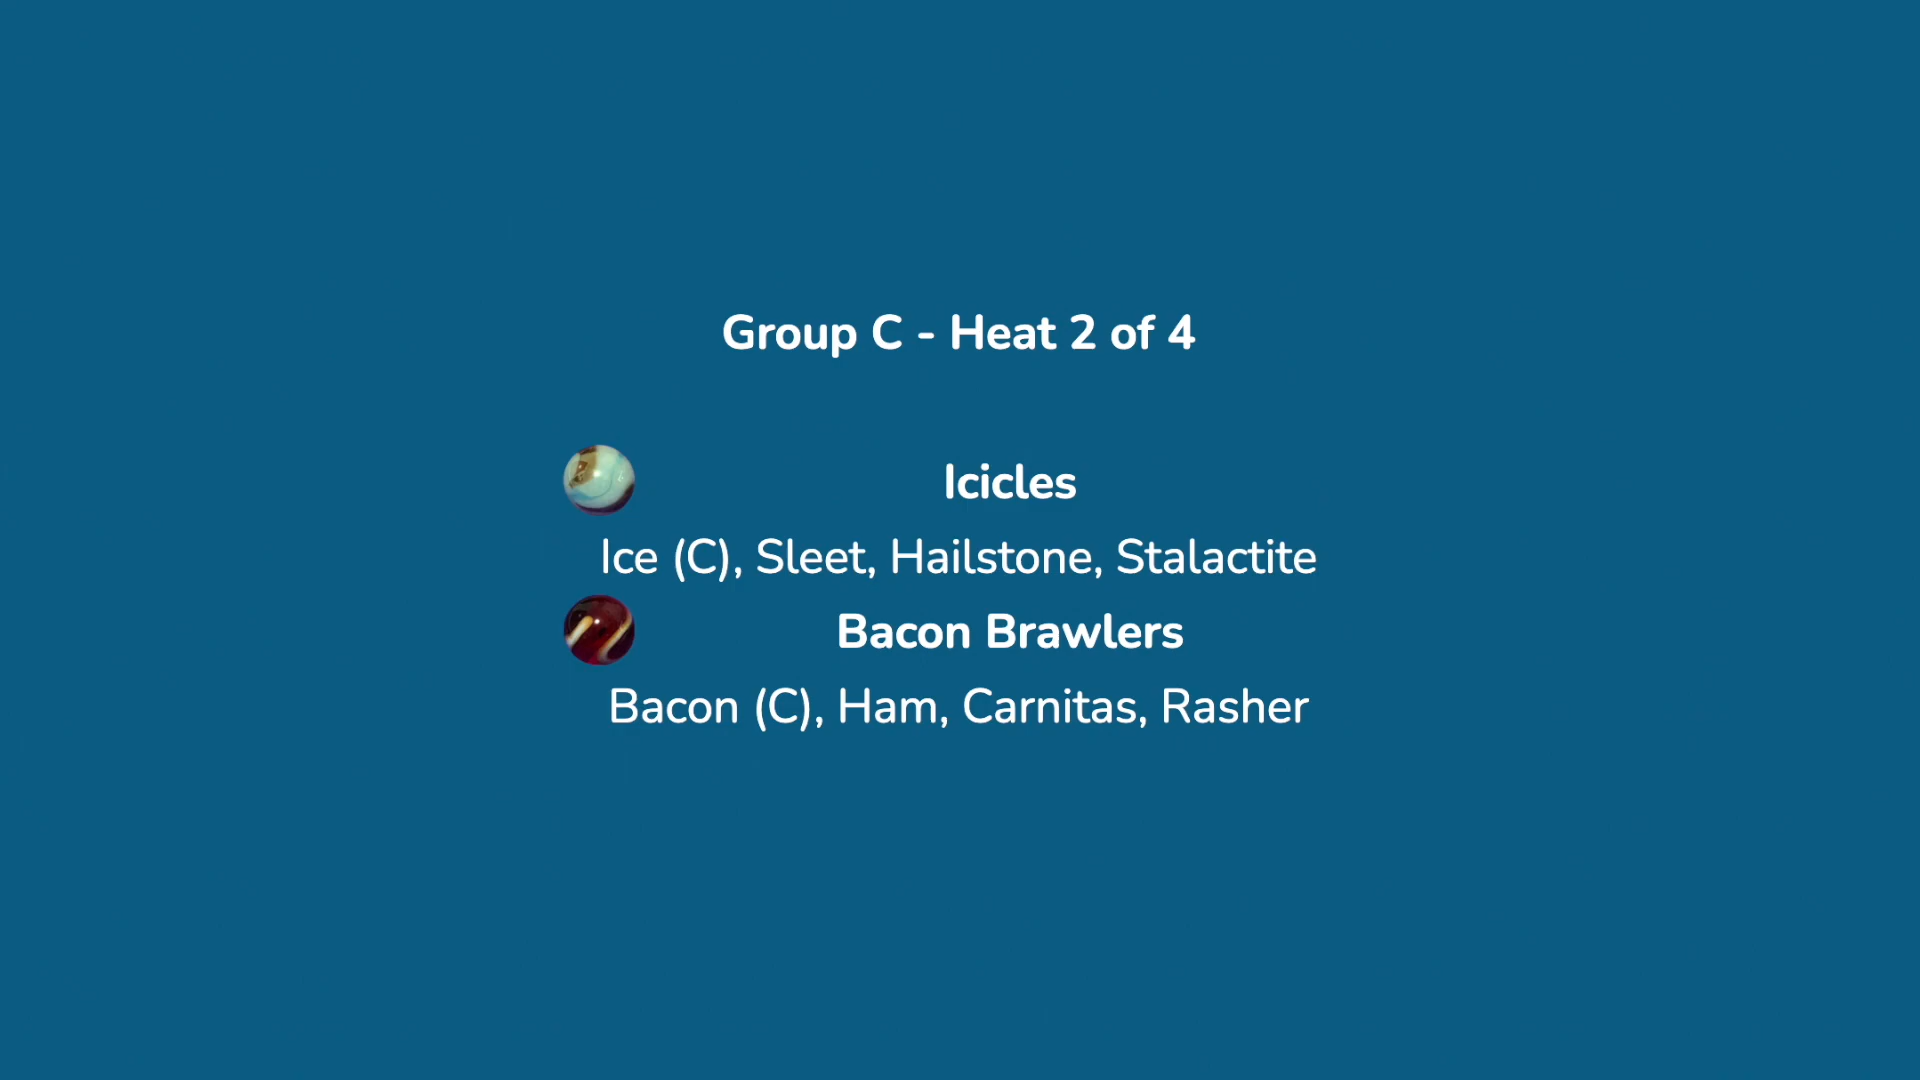 Group C - Heat 2 of 4
Icicles
Ice (C), Sleet, Hailstone, Stalactite
Bacon Brawlers
Bacon (C), Ham, Carnitas, Rasher